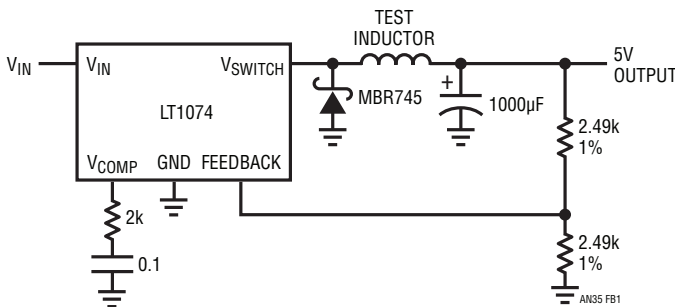 TEST
INDUCTOR
V_IN
V_IN
V_SWITCH
5V
OUTPUT
+
MBR745
1000µF
LT1074
2.49k
1%
V_COMP
GND
FEEDBACK
2k
0.1
2.49k
1%
AN35 FB1